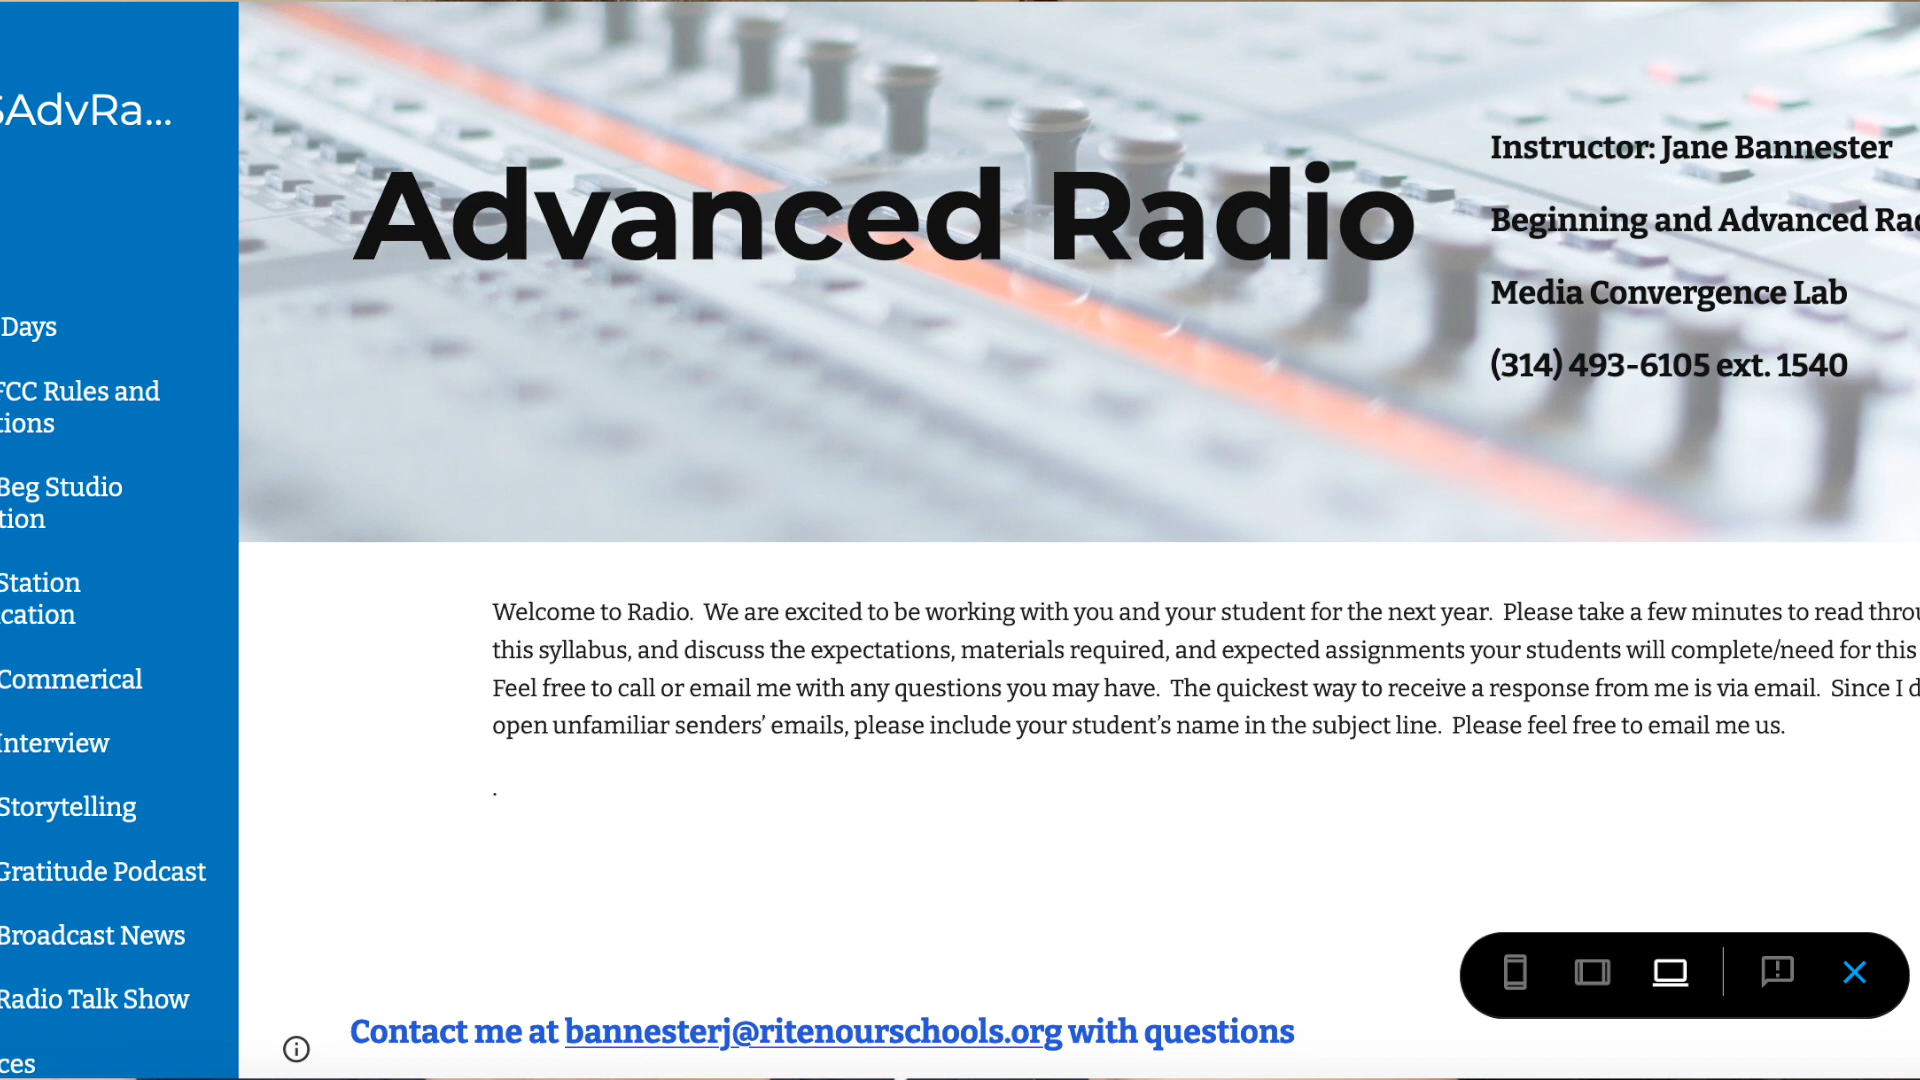 SAdvRa...
Days
FCC Rules and
tions
Beg Studio
tion
Station
cation
Commerical
Interview
Storytelling
Gratitude Podcast
Broadcast News
Radio Talk Show
ces
Advanced Radio
Instructor: Jane Bannester
Beginning and Advanced Rad
Media Convergence Lab
(314) 493-6105 ext. 1540
Welcome to Radio.  We are excited to be working with you and your student for the next year.  Please take a few minutes to read throu
this syllabus, and discuss the expectations, materials required, and expected assignments your students will complete/need for this
Feel free to call or email me with any questions you may have.  The quickest way to receive a response from me is via email.  Since I d
open unfamiliar senders’ emails, please include your student’s name in the subject line.  Please feel free to email me us.
.
Contact me at bannesterj@ritenourschools.org with questions